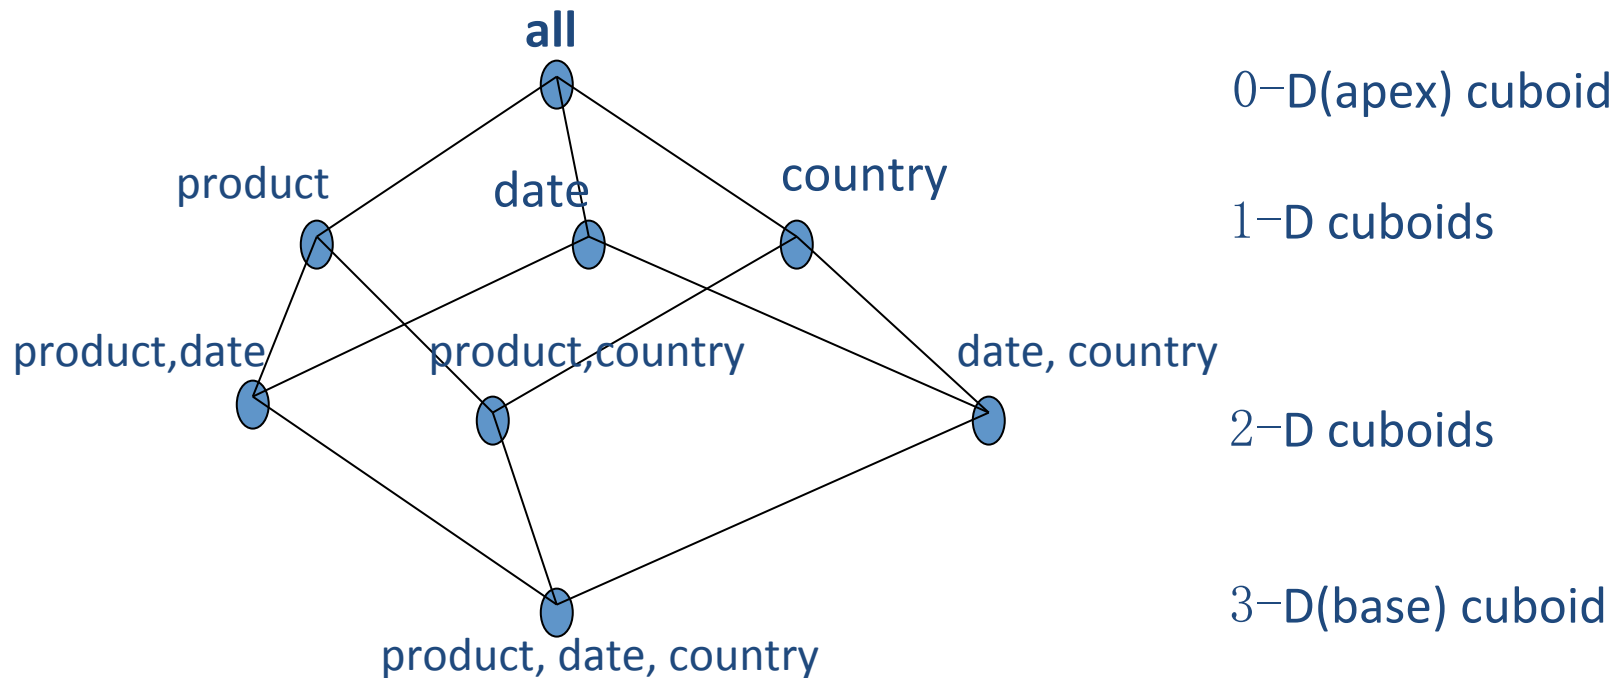 all
0-D(apex) cuboid
product
date
country
1-D cuboids
product,date
product,country
date, country
2-D cuboids
3-D(base) cuboid
product, date, country